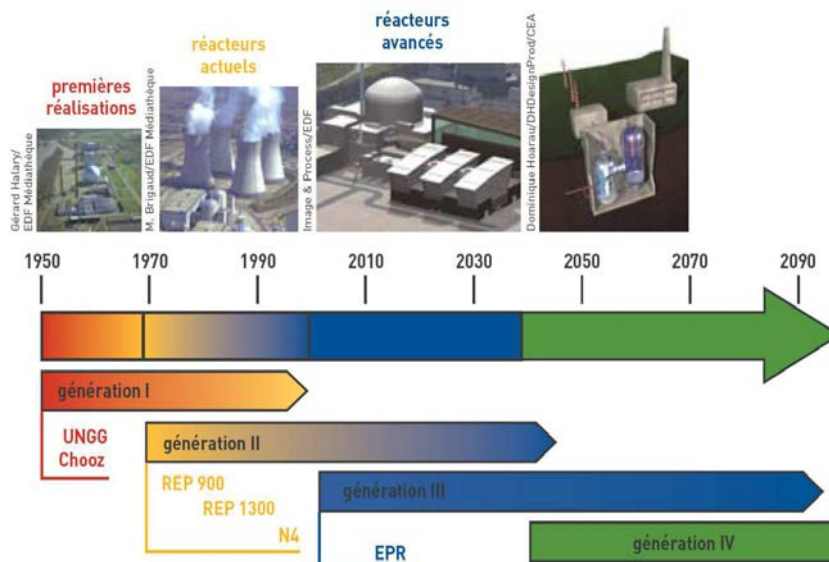 premières
réalisations
réacteurs
actuels
réacteurs
avancés
Gérard Halary/
EDF Médiathèque
M. Brigaud/EDF Médiathèque
Image & Process/EDF
Dominique Hoarau/DHDesignProd/CEA
1950 1970 1990 2010 2030 2050 2070 2090
génération I
UNGG
Chooz
génération II
REP 900
REP 1300
N4
génération III
EPR
génération IV